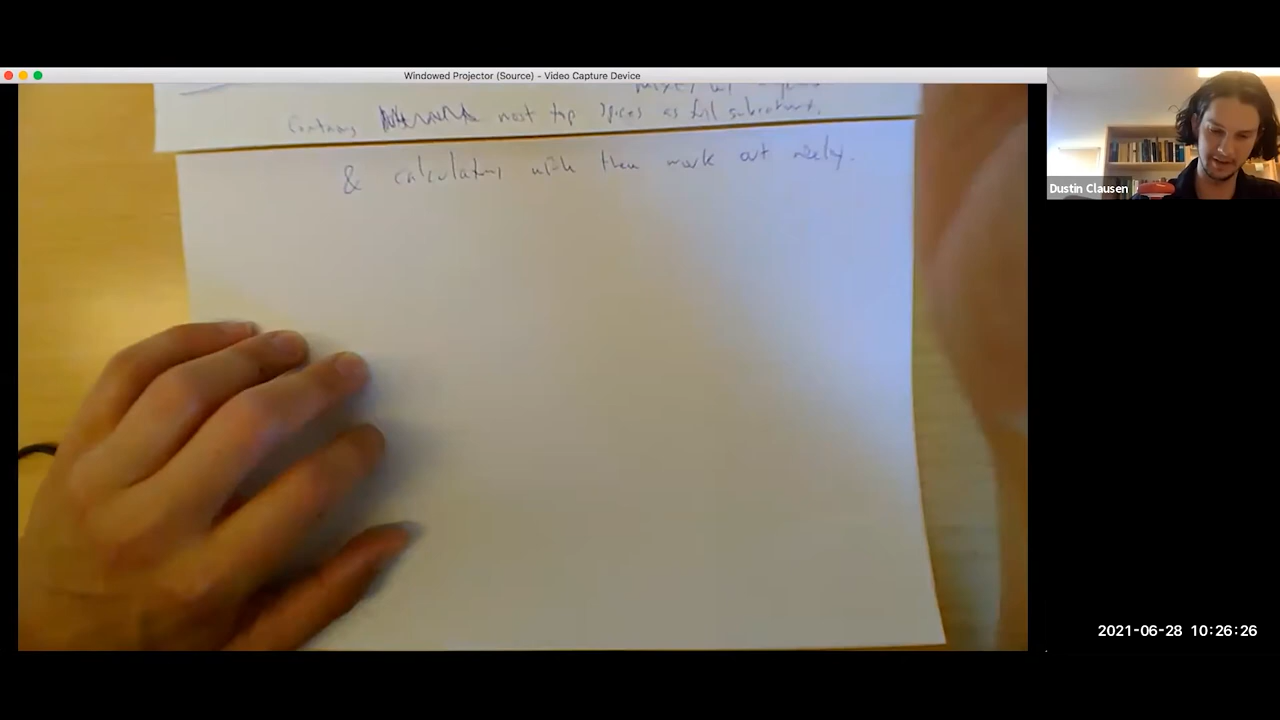 Windowed Projector (Source) - Video Capture Device
Contains most top spaces as full subcategory.
& calculations with them work out nicely.
Dustin Clausen
2021-06-28 10:26:26